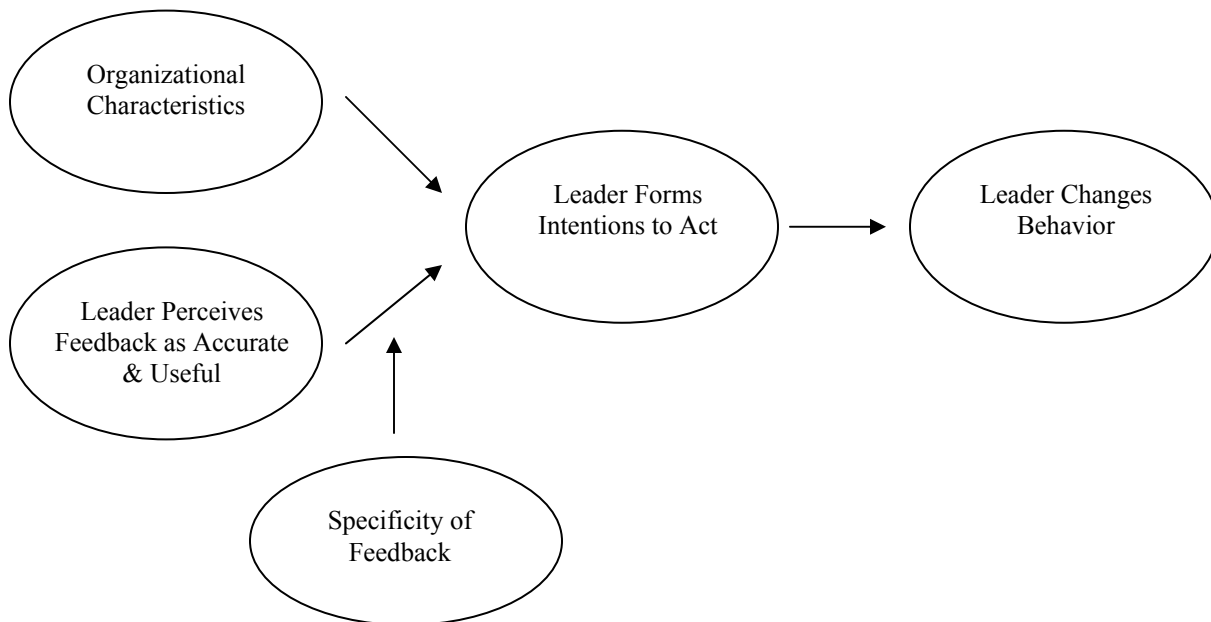 Organizational
Characteristics
Leader Perceives
Feedback as Accurate
& Useful
Specificity of
Feedback
Leader Forms
Intentions to Act
Leader Changes
Behavior